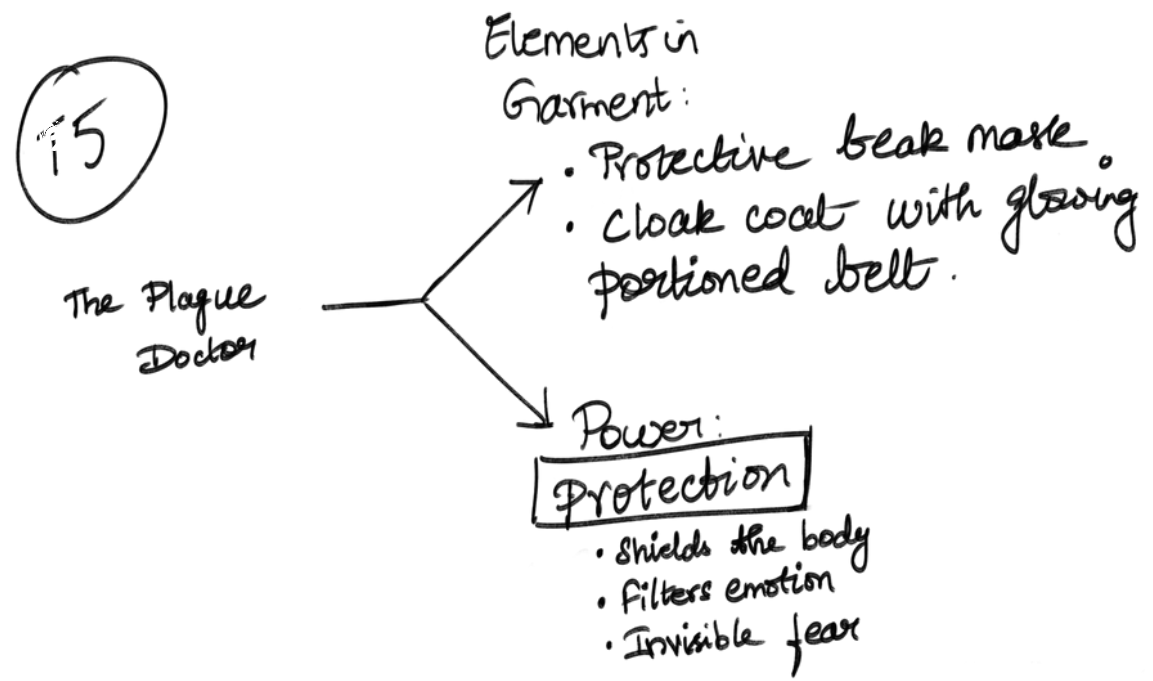 15
Elements in
Garment:
• Protective beak mask.
• Cloak coat with glowing
portioned belt.
The Plague
Doctor
Power:
Protection
• Shields the body
• Filters emotion
• Invisible fear